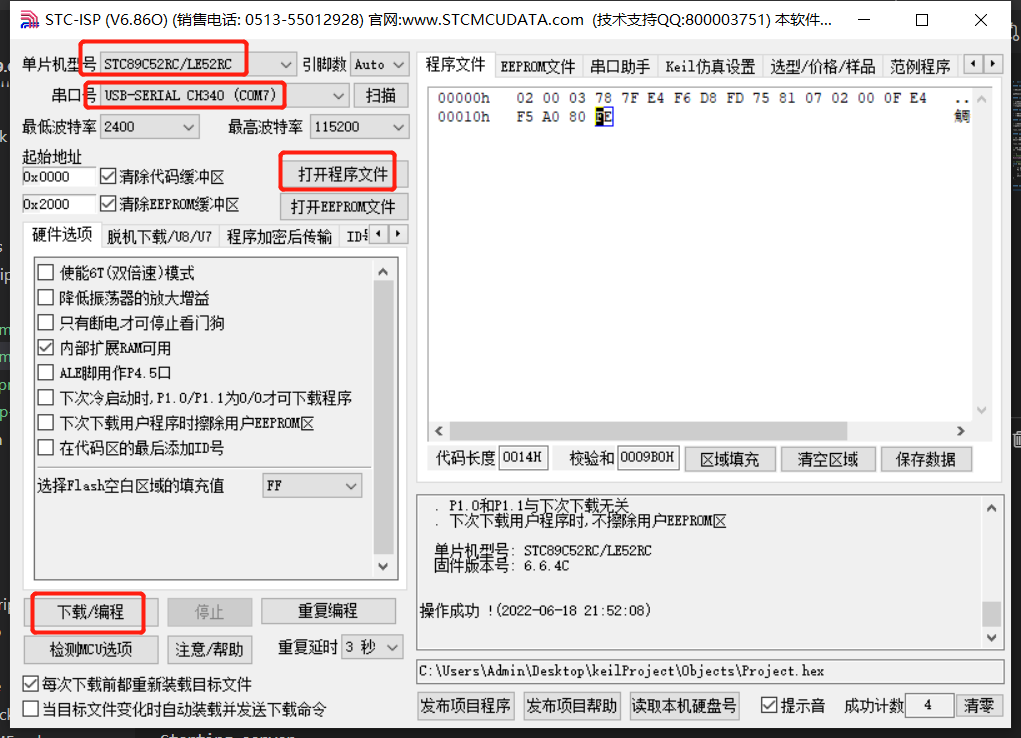 STC-ISP (V6.86O) (销售电话: 0513-55012928) 官网:www.STCMCUDATA.com (技术支持QQ:800003751) 本软件...
单片机型号 STC89C52RC/LE52RC 引脚数 Auto
串口号 USB-SERIAL CH340 (COM7) 扫描
最低波特率 2400 最高波特率 115200
起始地址
0x0000 清除代码缓冲区 打开程序文件
0x2000 清除EEPROM缓冲区 打开EEPROM文件
硬件选项 脱机下载/U8/U7 程序加密后传输
使能6T(双倍速)模式
降低振荡器的放大增益
只有断电才可停止看门狗
内部扩展RAM可用
ALE脚用作P4.5口
下次冷启动时,P1.0/P1.1为0/0才可下载程序
下次下载用户程序时擦除用户EEPROM区
在代码区的最后添加ID号
选择Flash空白区域的填充值 FF
下载/编程 停止 重复编程
检测MCU选项 注意/帮助 重复延时 3 秒
每次下载前都重新装载目标文件
当目标文件变化时自动装载并发送下载命令
程序文件 EEPROM文件 串口助手 Keil仿真设置 选型/价格/样品 范例程序
00000h 02 00 03 78 7F E4 F6 D8 FD 75 81 07 02 00 0F E4 ..
00010h F5 A0 80 FE
代码长度 0014H 校验和 0009B0H 区域填充 清空区域 保存数据
. P1.0和P1.1与下次下载无关
. 下次下载用户程序时,不擦除用户EEPROM区
单片机型号: STC89C52RC/LE52RC
固件版本号: 6.6.4C
操作成功 !(2022-06-18 21:52:08)
C:\Users\Admin\Desktop\keilProject\Objects\Project.hex
发布项目程序 发布项目帮助 读取本机硬盘号 提示音 成功计数 4 清零